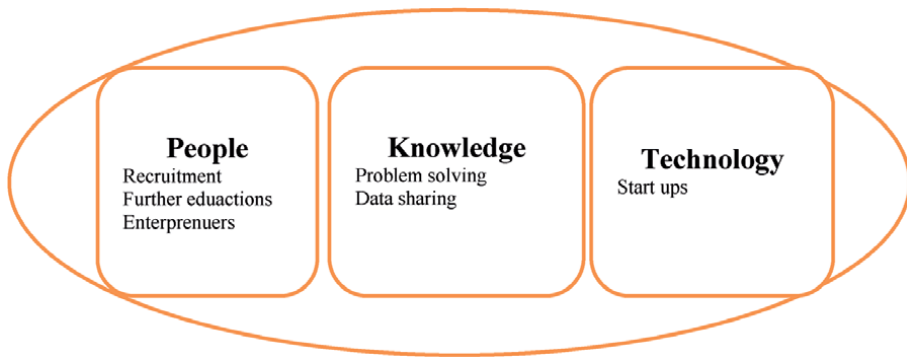 People
Recruitment
Further eduactions
Enterprenuers
Knowledge
Problem solving
Data sharing
Technology
Start ups